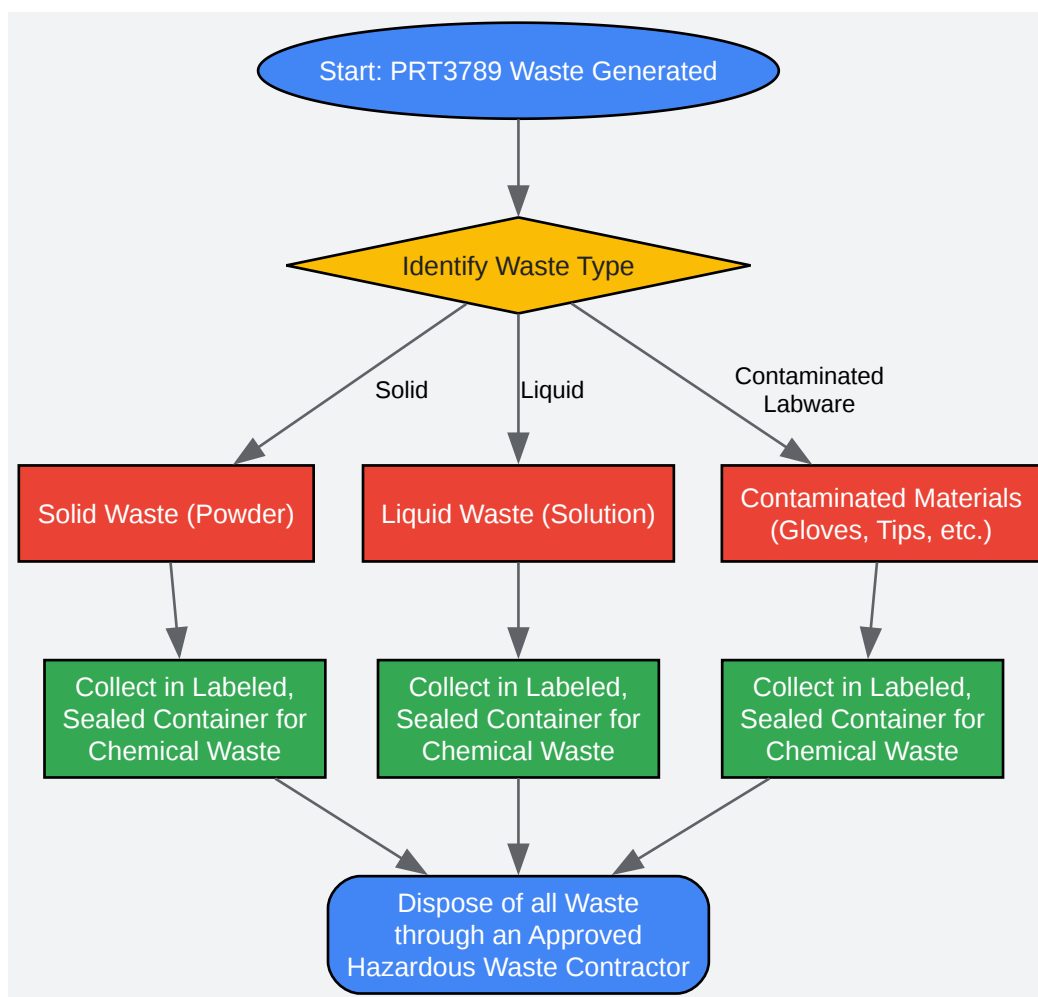 Start: PRT3789 Waste Generated
Identify Waste Type
Solid
Liquid
Contaminated
Labware
Solid Waste (Powder)
Liquid Waste (Solution)
Contaminated Materials
(Gloves, Tips, etc.)
Collect in Labeled,
Sealed Container for
Chemical Waste
Collect in Labeled,
Sealed Container for
Chemical Waste
Collect in Labeled,
Sealed Container for
Chemical Waste
Dispose of all Waste
through an Approved
Hazardous Waste Contractor